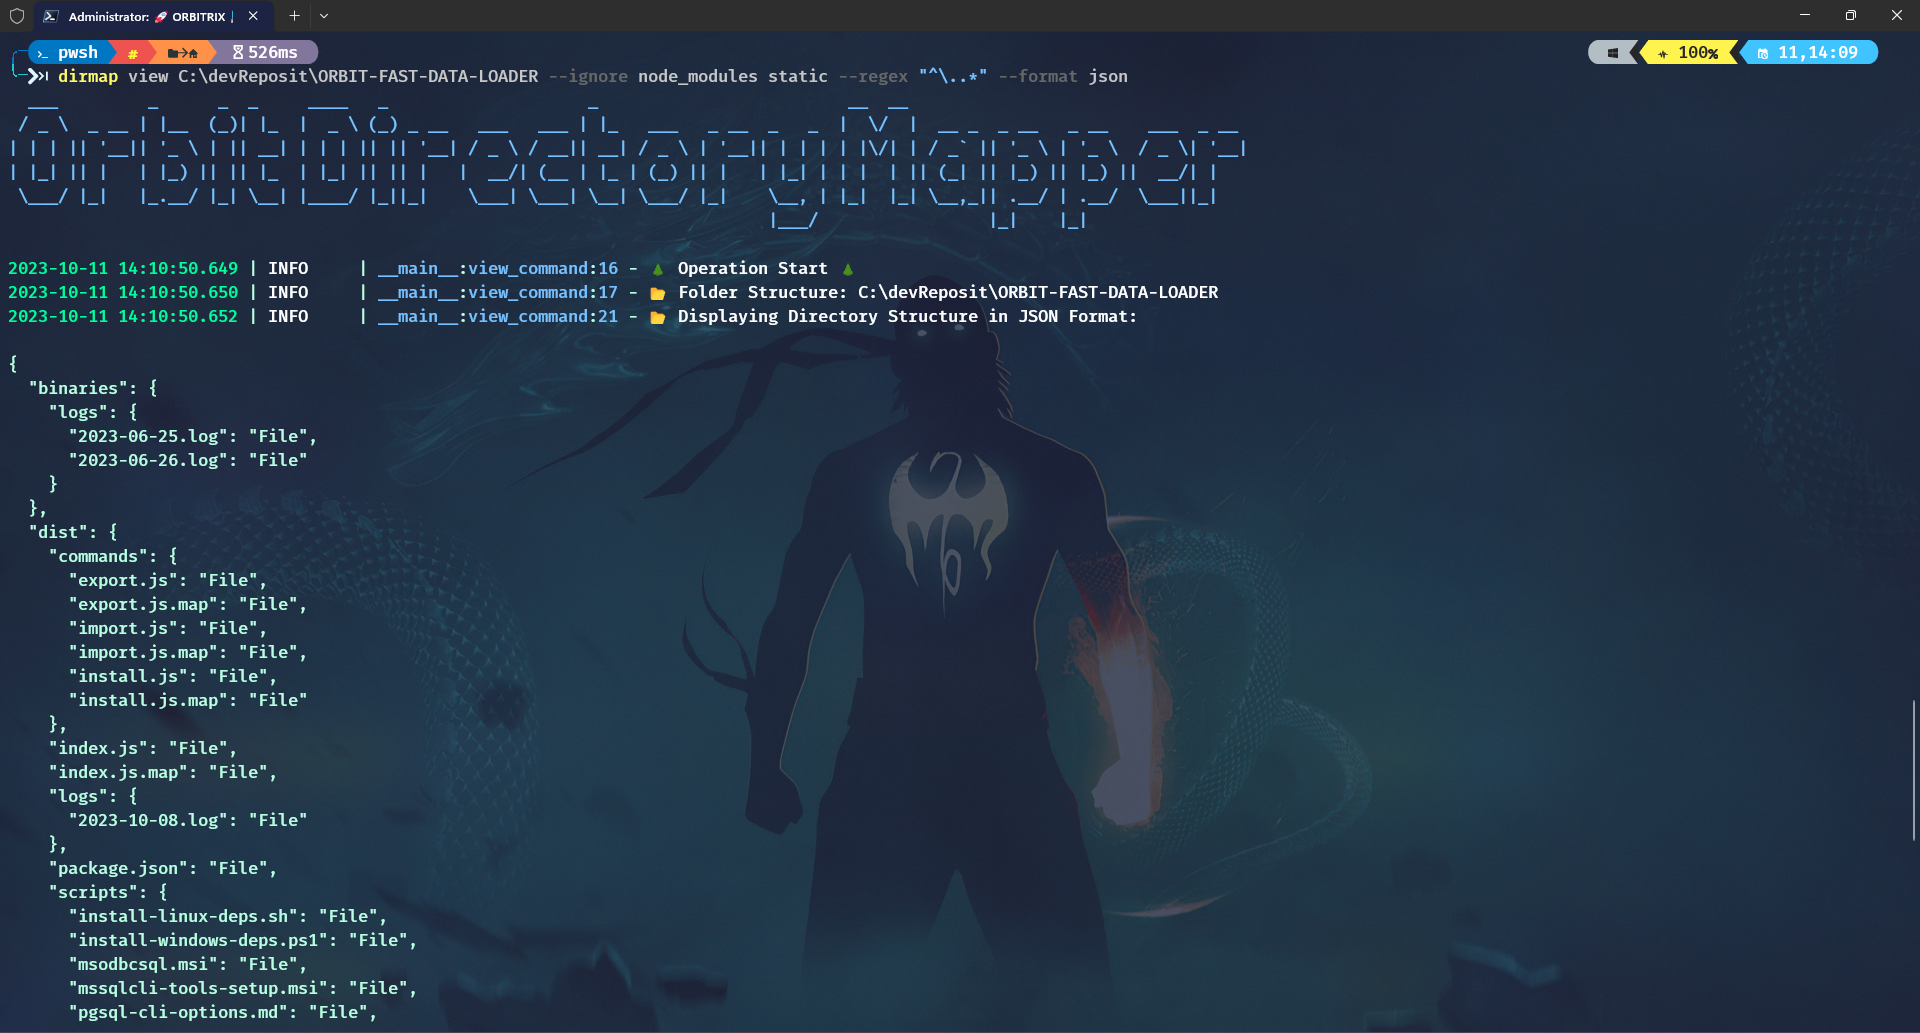 Administrator: 🚀 ORBITRIX |
pwsh # 526ms 100% 11,14:09
dirmap view C:\devReposit\ORBIT-FAST-DATA-LOADER --ignore node_modules static --regex "^\..*" --format json
OrbitDirectoryMapper
2023-10-11 14:10:50.649 | INFO     | __main__:view_command:16 - 🌲 Operation Start 🌲
2023-10-11 14:10:50.650 | INFO     | __main__:view_command:17 - 📂 Folder Structure: C:\devReposit\ORBIT-FAST-DATA-LOADER
2023-10-11 14:10:50.652 | INFO     | __main__:view_command:21 - 📂 Displaying Directory Structure in JSON Format:
{
  "binaries": {
    "logs": {
      "2023-06-25.log": "File",
      "2023-06-26.log": "File"
    }
  },
  "dist": {
    "commands": {
      "export.js": "File",
      "export.js.map": "File",
      "import.js": "File",
      "import.js.map": "File",
      "install.js": "File",
      "install.js.map": "File"
    },
    "index.js": "File",
    "index.js.map": "File",
    "logs": {
      "2023-10-08.log": "File"
    },
    "package.json": "File",
    "scripts": {
      "install-linux-deps.sh": "File",
      "install-windows-deps.ps1": "File",
      "msodbcsql.msi": "File",
      "mssqlcli-tools-setup.msi": "File",
      "pgsql-cli-options.md": "File",